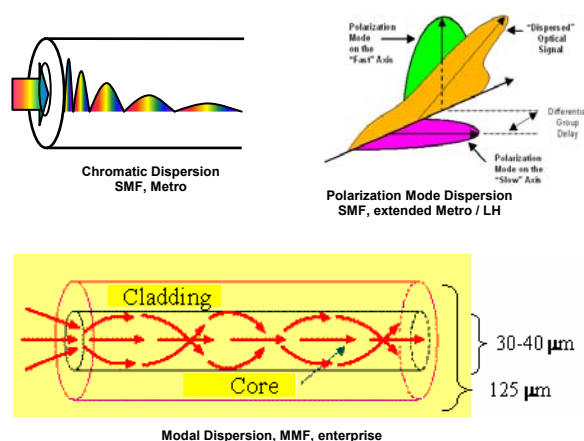 Polarization
Mode
on the
"Fast" Axis
"Dispersed"
Optical
Signal
Differentia
Group
Delay
Polarization
Mode on the
"Slow" Axis
Chromatic Dispersion
SMF, Metro
Polarization Mode Dispersion
SMF, extended Metro / LH
Cladding
Core
30-40 μm
125 μm
Modal Dispersion, MMF, enterprise